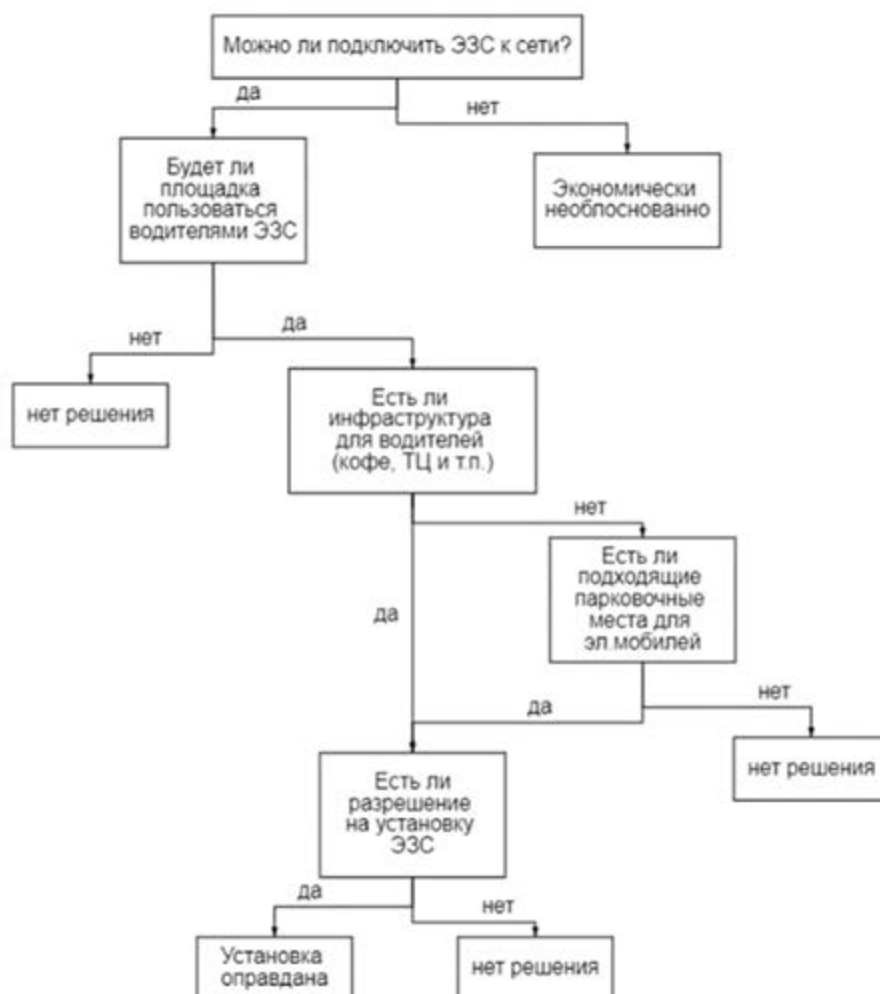 Можно ли подключить ЭЗС к сети?
да
нет
Будет ли
площадка
пользоваться
водителями ЭЗС
Экономически
необпоснованно
нет
да
нет решения
Есть ли
инфраструктура
для водителей
(кофе, ТЦ и т.п.)
нет
Есть ли
подходящие
парковочные
места для
эл.мобилей
да
да
нет
нет решения
Есть ли
разрешение
на установку
ЭЗС
да
нет
Установка
оправдана
нет решения